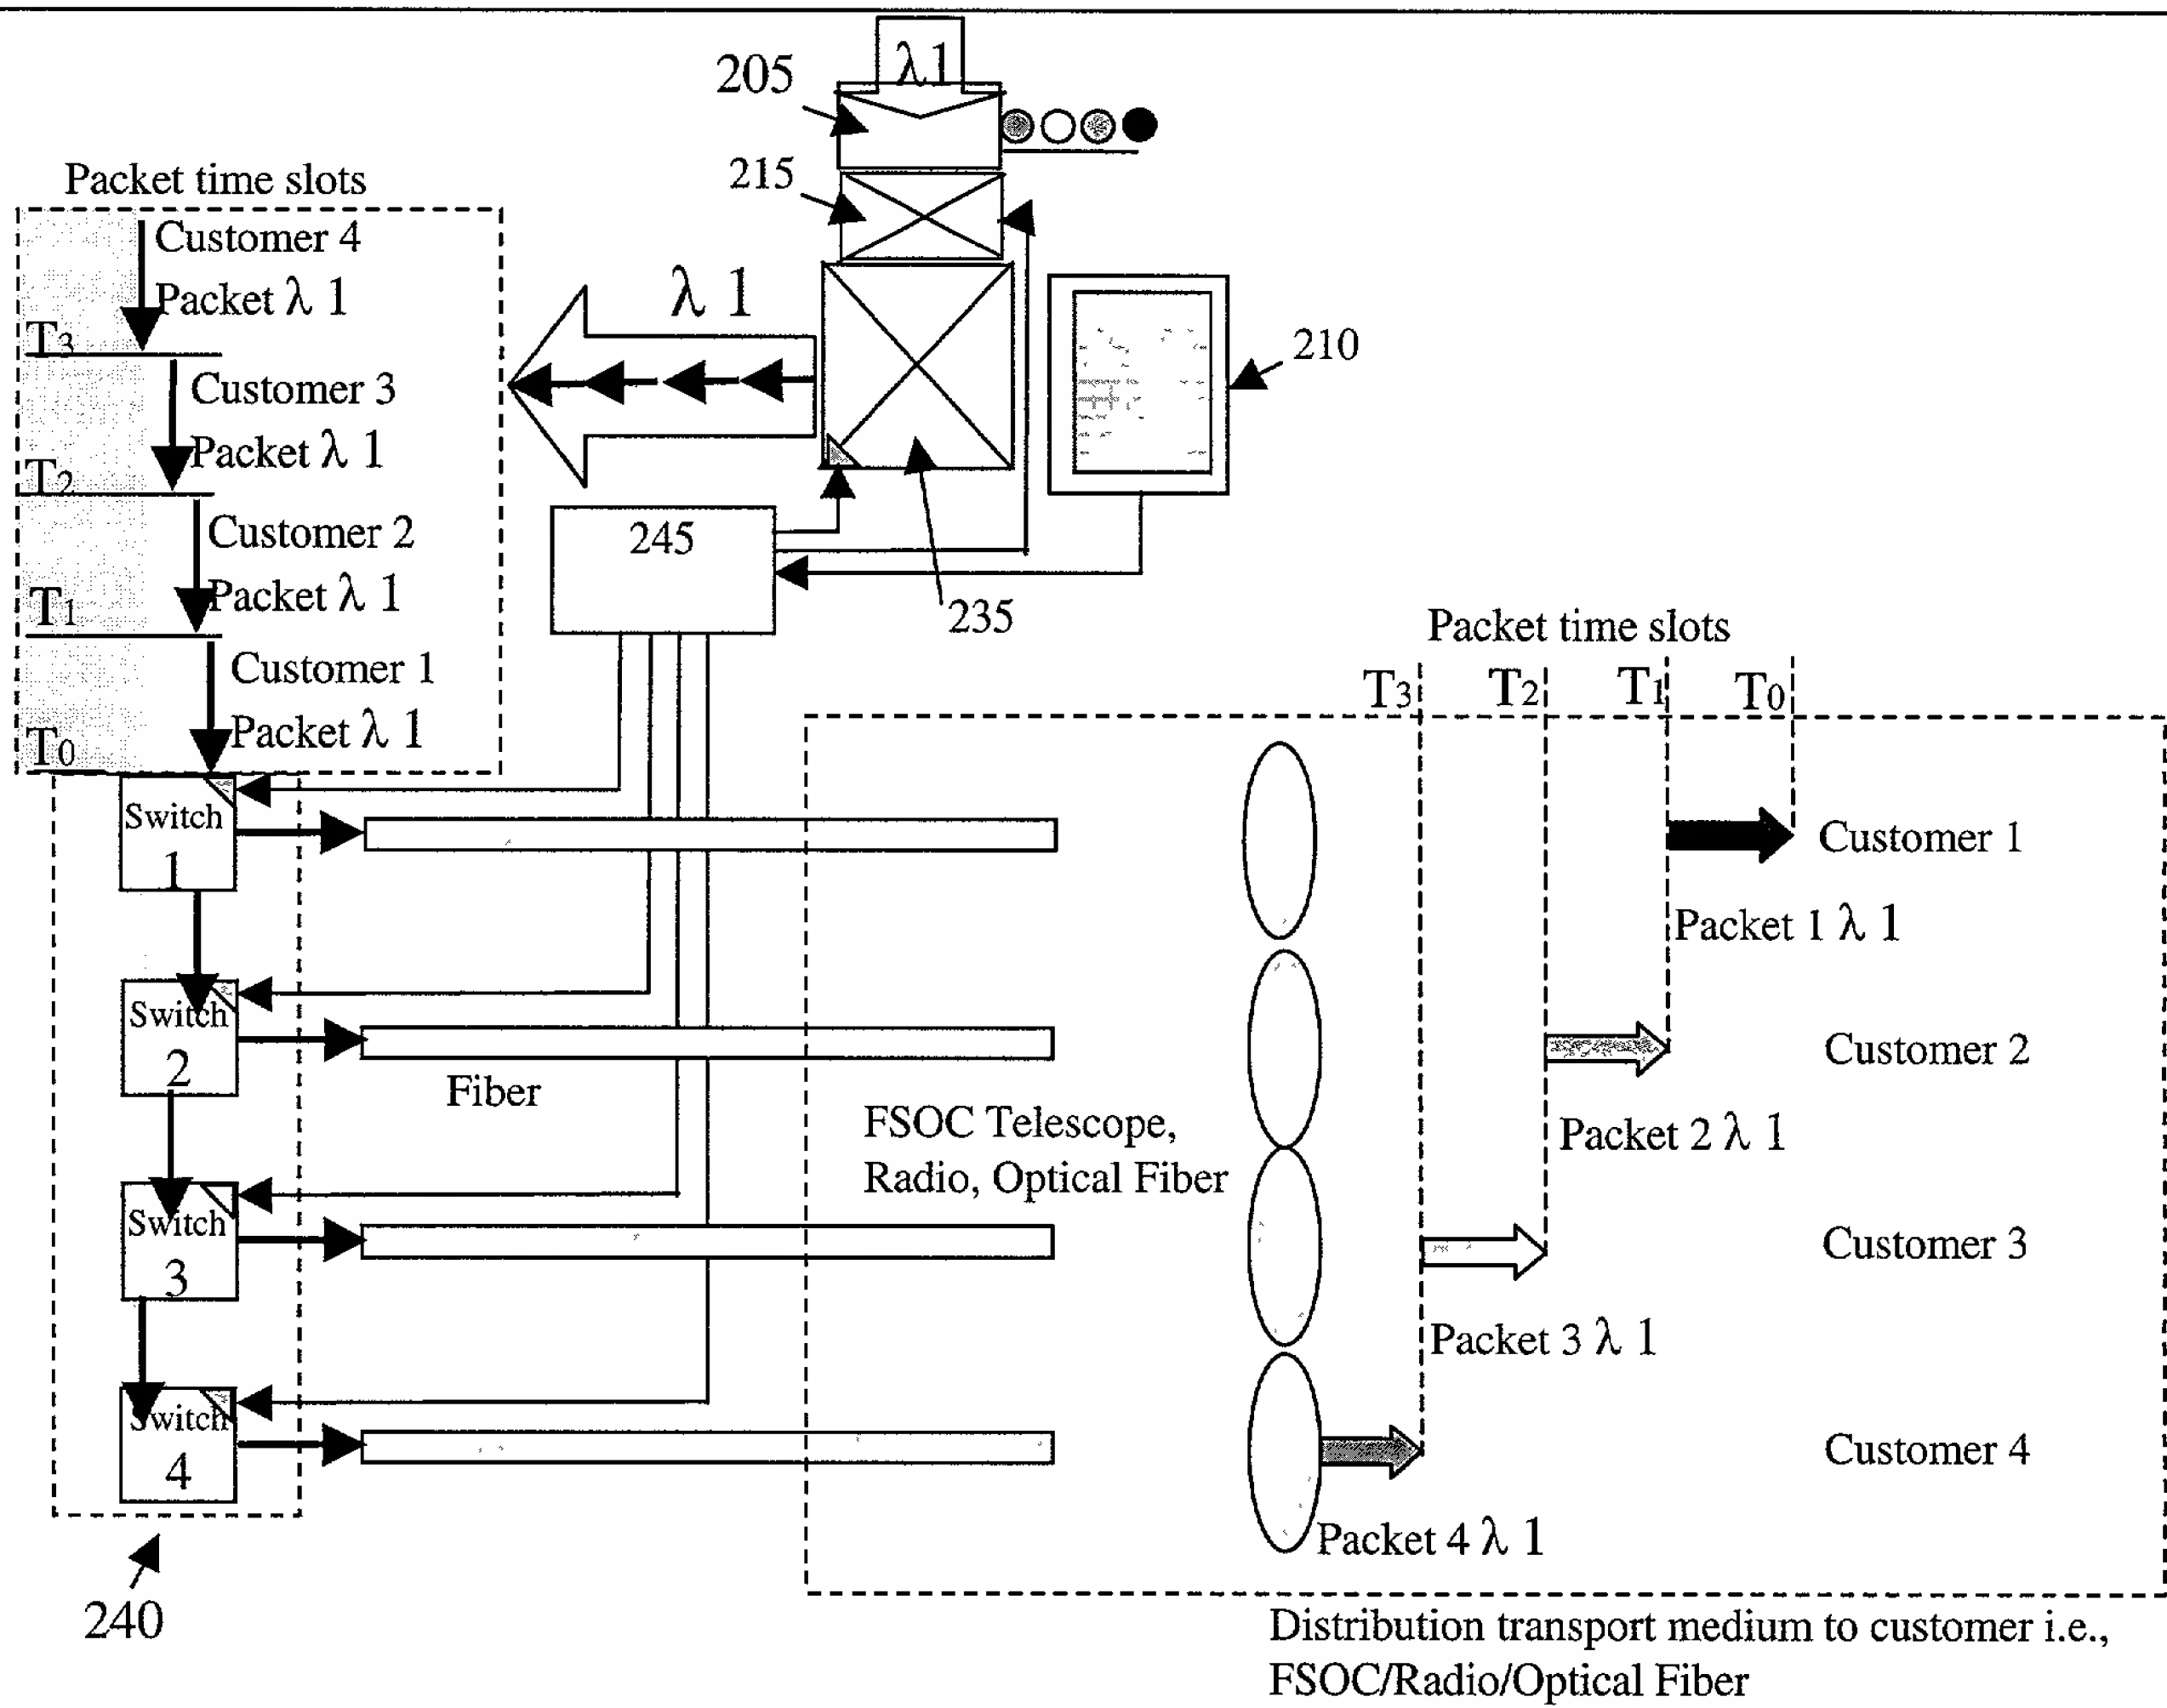 λ 1
205
215
Packet time slots
Customer 4
Packet λ 1
T3
Customer 3
Packet λ 1
T2
Customer 2
Packet λ 1
T1
Customer 1
Packet λ 1
T0
λ 1
210
245
235
Packet time slots
T3
T2
T1
T0
Switch
1
Customer 1
Packet 1 λ 1
Switch
2
Fiber
Customer 2
FSOC Telescope,
Radio, Optical Fiber
Packet 2 λ 1
Switch
3
Customer 3
Packet 3 λ 1
Switch
4
Customer 4
Packet 4 λ 1
240
Distribution transport medium to customer i.e.,
FSOC/Radio/Optical Fiber